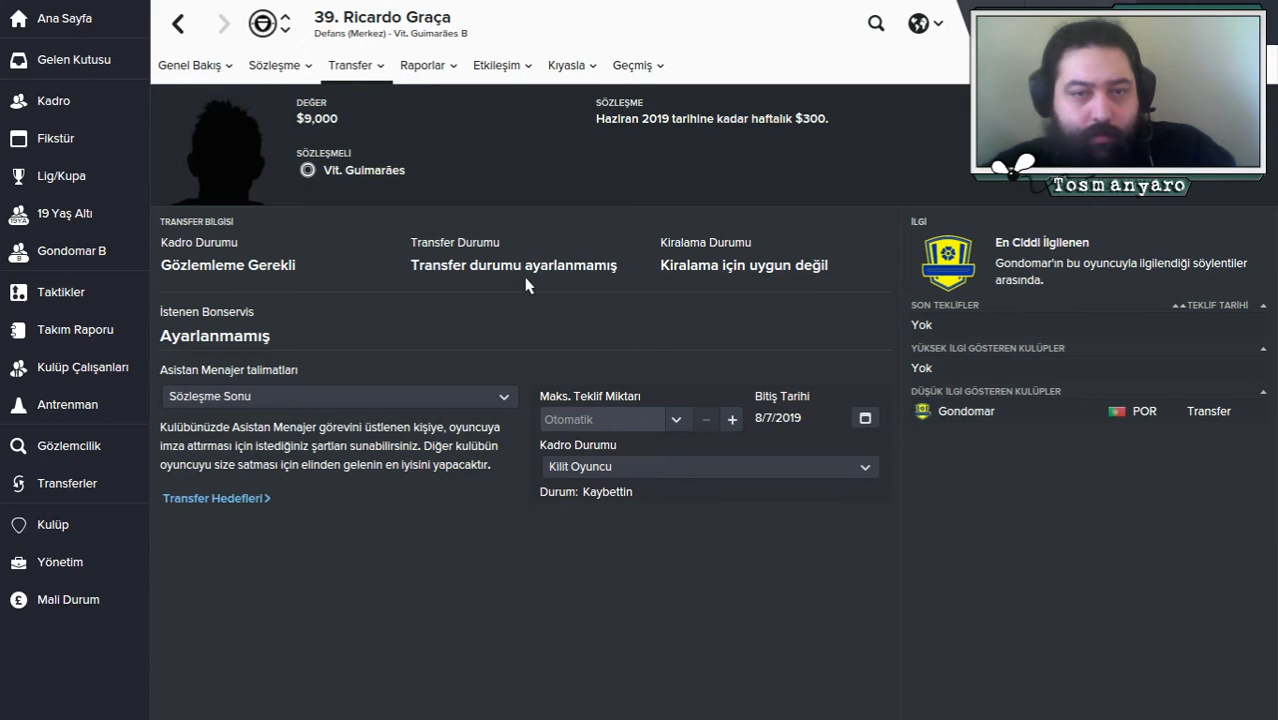 Ana Sayfa
Gelen Kutusu
Kadro
Fikstür
Lig/Kupa
19 Yaş Altı
Gondomar B
Taktikler
Takım Raporu
Kulüp Çalışanları
Antrenman
Gözlemcilik
Transferler
Kulüp
Yönetim
Mali Durum
39. Ricardo Graça
Defans (Merkez) - Vit. Guimarães B
Genel Bakış
Sözleşme
Transfer
Raporlar
Etkileşim
Kıyasla
Geçmiş
DEĞER
$9,000
SÖZLEŞMELİ
Vit. Guimarães
SÖZLEŞME
Haziran 2019 tarihine kadar haftalık $300.
Tosmanyaro
TRANSFER BİLGİSİ
Kadro Durumu
Gözlemleme Gerekli
Transfer Durumu
Transfer durumu ayarlanmamış
Kiralama Durumu
Kiralama için uygun değil
İstenen Bonservis
Ayarlanmamış
Asistan Menajer talimatları
Sözleşme Sonu
Kulübünüzde Asistan Menajer görevini üstlenen kişiye, oyuncuya
imza attırması için istediğiniz şartları sunabilirsiniz. Diğer kulübün
oyuncuyu size satması için elinden gelenin en iyisini yapacaktır.
Transfer Hedefleri>
Maks. Teklif Miktarı
Otomatik
Bitiş Tarihi
8/7/2019
Kadro Durumu
Kilit Oyuncu
Durum: Kaybettin
İLGİ
En Ciddi İlgilenen
Gondomar'ın bu oyuncuyla ilgilendiği söylentiler
arasında.
SON TEKLİFLER
TEKLİF TARİHİ
Yok
YÜKSEK İLGİ GÖSTEREN KULÜPLER
Yok
DÜŞÜK İLGİ GÖSTEREN KULÜPLER
Gondomar POR Transfer